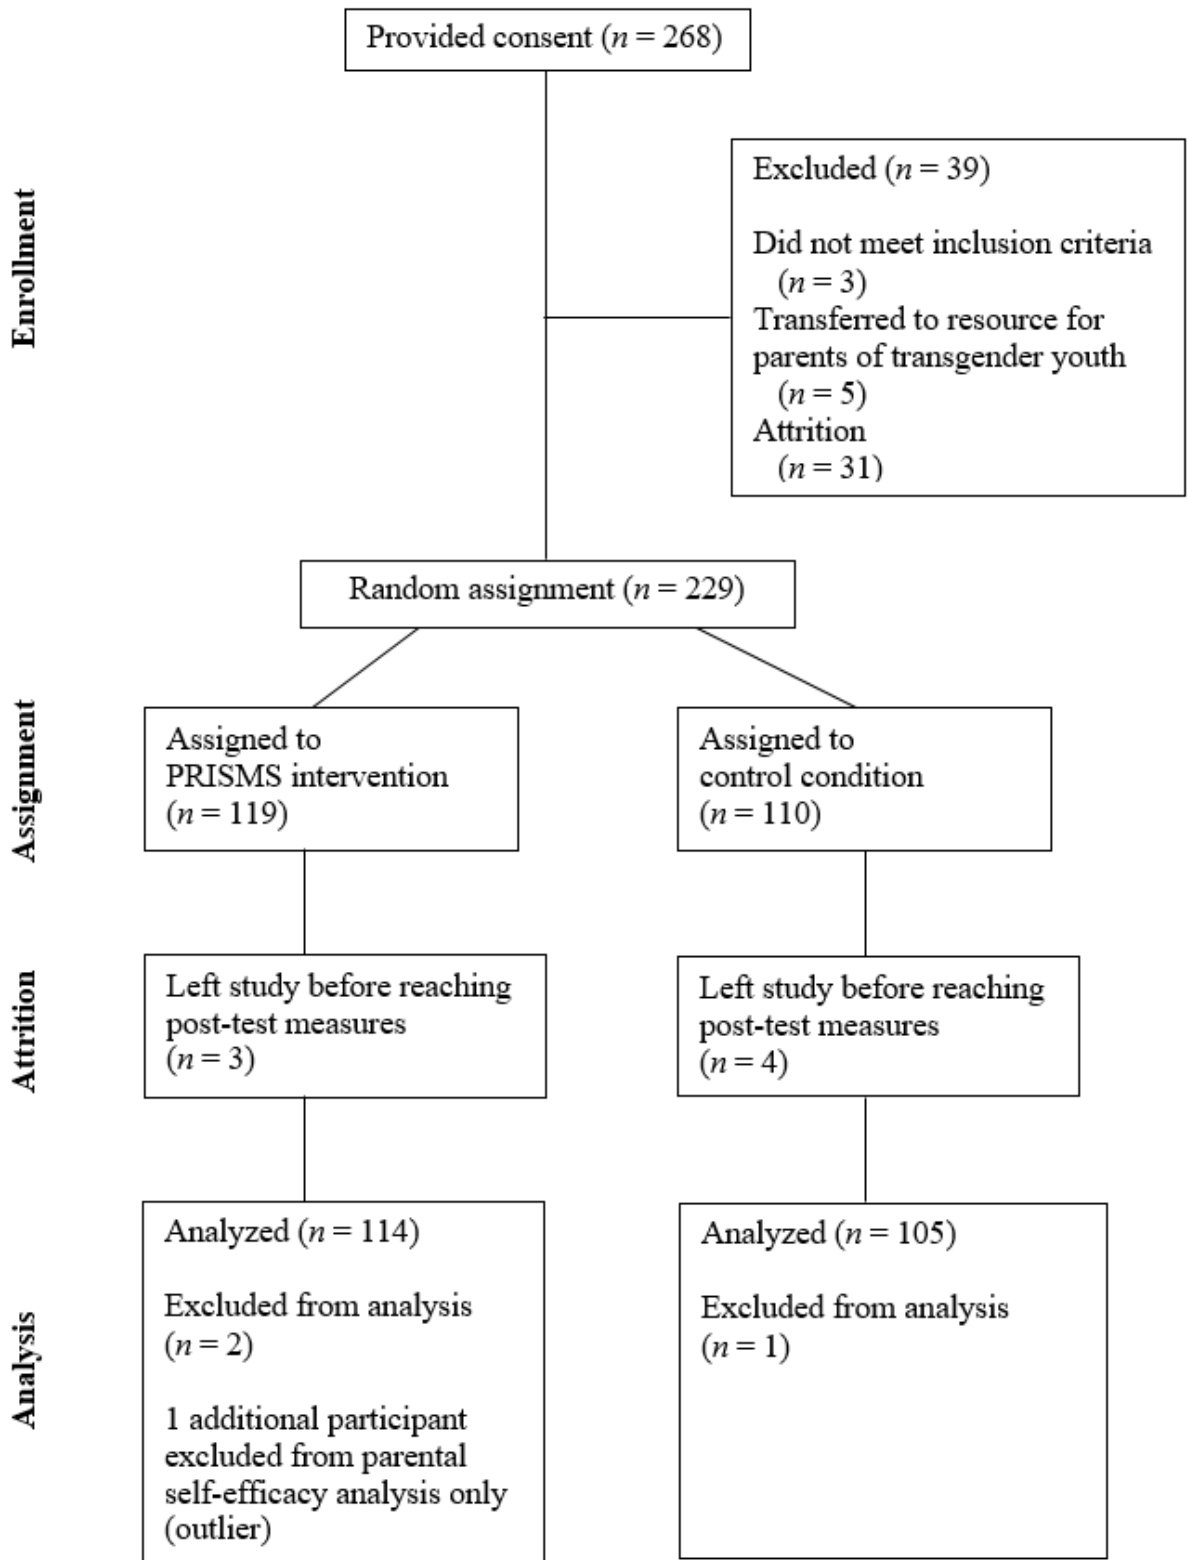 Provided consent (n = 268)
Enrollment
Excluded (n = 39)
Did not meet inclusion criteria
(n = 3)
Transferred to resource for
parents of transgender youth
(n = 5)
Attrition
(n = 31)
Random assignment (n = 229)
Assignment
Assigned to
PRISMS intervention
(n = 119)
Assigned to
control condition
(n = 110)
Attrition
Left study before reaching
post-test measures
(n = 3)
Left study before reaching
post-test measures
(n = 4)
Analysis
Analyzed (n = 114)
Excluded from analysis
(n = 2)
1 additional participant
excluded from parental
self-efficacy analysis only
(outlier)
Analyzed (n = 105)
Excluded from analysis
(n = 1)